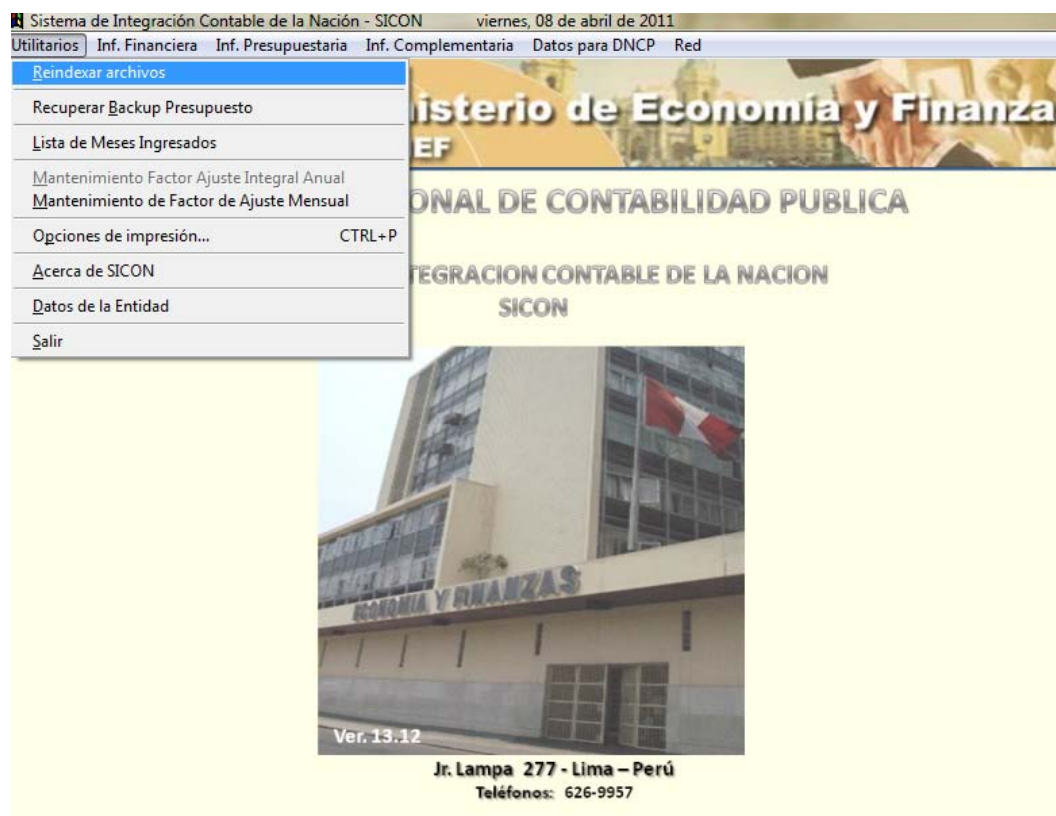 Sistema de Integración Contable de la Nación - SICON viernes, 08 de abril de 2011
Utilitarios Inf. Financiera Inf. Presupuestaria Inf. Complementaria Datos para DNCP Red
Reindexar archivos
Recuperar Backup Presupuesto
Lista de Meses Ingresados
Mantenimiento Factor Ajuste Integral Anual
Mantenimiento de Factor de Ajuste Mensual
Opciones de impresión... CTRL+P
Acerca de SICON
Datos de la Entidad
Salir
isterio de Economía y Finanza
EF
ONAL DE CONTABILIDAD PUBLICA
TEGRACION CONTABLE DE LA NACION
SICON
ECONOMIA Y FINANZAS
Ver. 13.12
Jr. Lampa 277 - Lima – Perú
Teléfonos: 626-9957